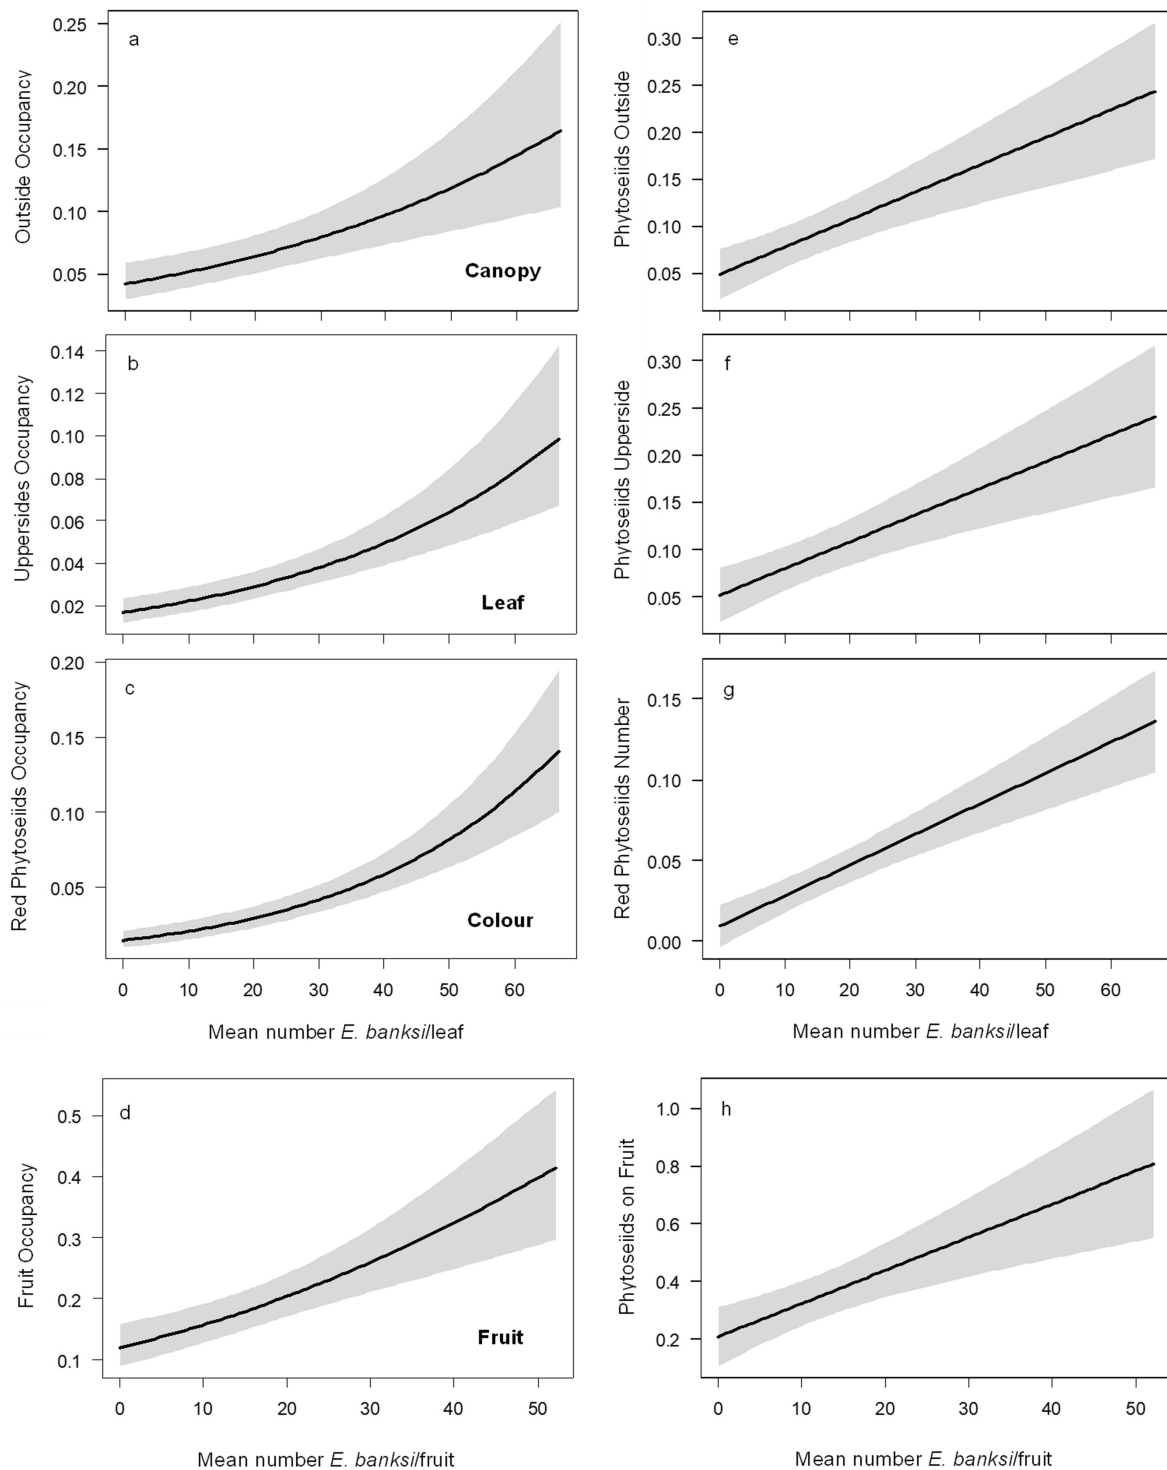 a
Outside Occupancy
0.25
0.20
0.15
0.10
0.05
Canopy
e
Phytoseiids Outside
0.30
0.25
0.20
0.15
0.10
0.05
b
Uppersides Occupancy
0.14
0.12
0.10
0.08
0.06
0.04
0.02
Leaf
f
Phytoseiids Upperside
0.30
0.25
0.20
0.15
0.10
0.05
c
Red Phytoseiids Occupancy
0.20
0.15
0.10
0.05
Colour
0 10 20 30 40 50 60
Mean number E. banksi/leaf
g
Red Phytoseiids Number
0.15
0.10
0.05
0.00
0 10 20 30 40 50 60
Mean number E. banksi/leaf
d
Fruit Occupancy
0.5
0.4
0.3
0.2
0.1
Fruit
0 10 20 30 40 50
Mean number E. banksi/fruit
h
Phytoseiids on Fruit
1.0
0.8
0.6
0.4
0.2
0 10 20 30 40 50
Mean number E. banksi/fruit